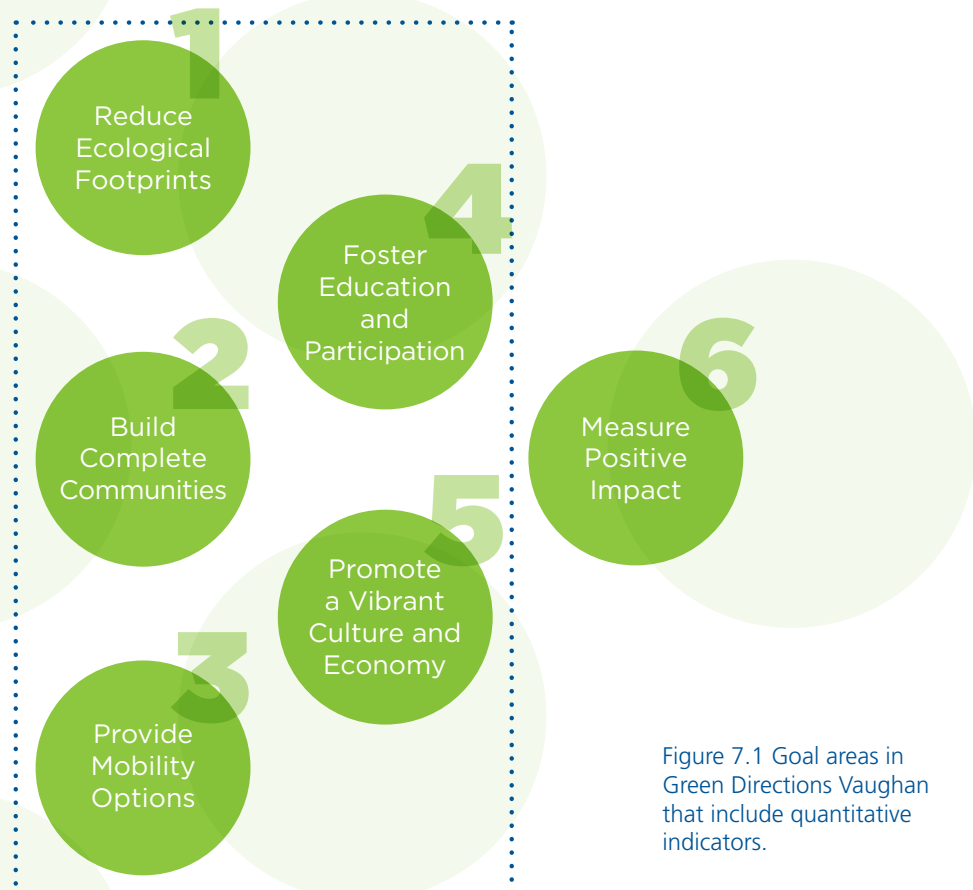 1
Reduce
Ecological
Footprints
2
Build
Complete
Communities
3
Provide
Mobility
Options
4
Foster
Education
and
Participation
5
Promote
a Vibrant
Culture and
Economy
6
Measure
Positive
Impact
Figure 7.1 Goal areas in
Green Directions Vaughan
that include quantitative
indicators.